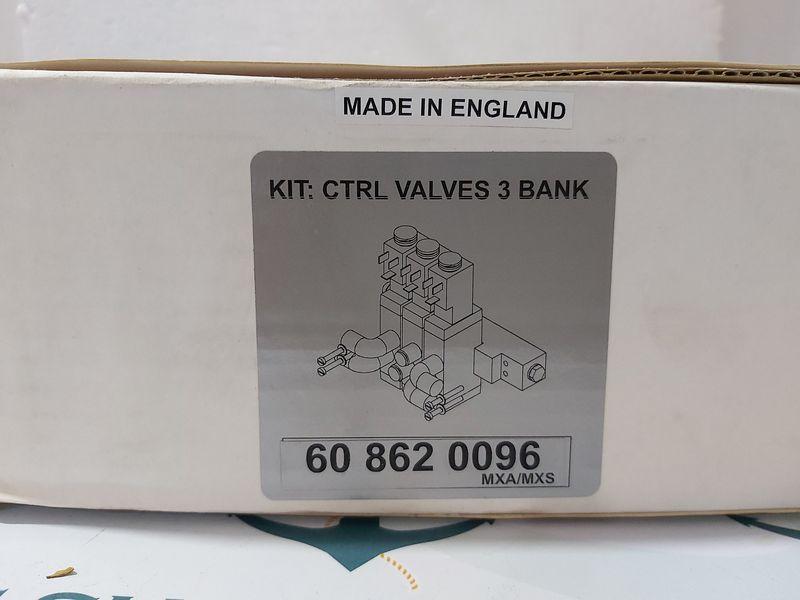 MADE IN ENGLAND
KIT: CTRL VALVES 3 BANK
60 862 0096
MXA/MXS